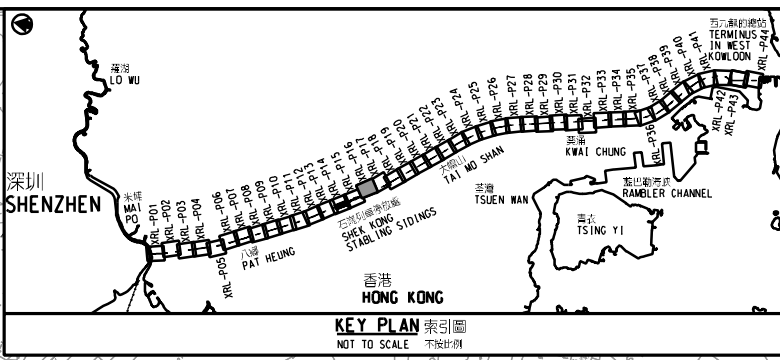 羅湖
LO WU
深圳
SHENZHEN
米埔
MAI
PO
XRL-P01
XRL-P02
XRL-P03
XRL-P04
XRL-P05
XRL-P06
XRL-P07
XRL-P08
XRL-P09
XRL-P10
XRL-P11
XRL-P12
XRL-P13
XRL-P14
XRL-P15
XRL-P16
XRL-P17
XRL-P18
XRL-P19
XRL-P20
XRL-P21
XRL-P22
XRL-P23
XRL-P24
XRL-P25
XRL-P26
XRL-P27
XRL-P28
XRL-P29
XRL-P30
XRL-P31
XRL-P32
XRL-P33
XRL-P34
XRL-P35
XRL-P36
XRL-P37
XRL-P38
XRL-P39
XRL-P40
XRL-P41
XRL-P42
XRL-P43
XRL-P44
西九龍的總站
TERMINUS
IN WEST
KOWLOON
八鄉
PAT HEUNG
石崗列車停放處
SHEK KONG
STABLING SIDINGS
大帽山
TAI MO SHAN
葵涌
KWAI CHUNG
荃灣
TSUEN WAN
藍巴勒海峽
RAMBLER CHANNEL
青衣
TSING YI
香港
HONG KONG
KEY PLAN 索引圖
NOT TO SCALE 不按比例